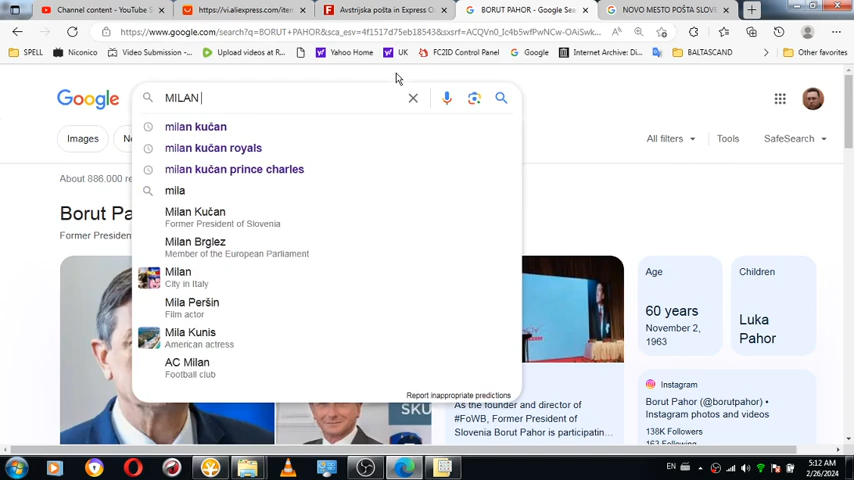 Channel content - YouTube
https://vi.aliexpress.com/item
Avstrijska pošta in Express O
BORUT PAHOR - Google Sea
NOVO MESTO POŠTA SLOVE
https://www.google.com/search?q=BORUT+PAHOR&sca_esv=4f1517d75eb18543&sxsrf=ACQVn0_Ic4b5wfPwNCw-OAiSwk...
SPELL
Niconico
Video Submission -...
Upload videos at R...
Yahoo Home
UK
FC2ID Control Panel
Google
Internet Archive: Di...
BALTASCAND
Other favorites
Google
MILAN
Images
N
All filters
Tools
SafeSearch
milan kučan
milan kučan royals
milan kučan prince charles
mila
Milan Kučan
Former President of Slovenia
Milan Brglez
Member of the European Parliament
Milan
City in Italy
Mila Peršin
Film actor
Mila Kunis
American actress
AC Milan
Football club
Report inappropriate predictions
About 886.000 re
Borut Pa
Former Presiden
Age
60 years
November 2,
1963
Children
Luka
Pahor
SKU
As the founder and director of
#FoWB, Former President of
Slovenia Borut Pahor is participatin...
Instagram
Borut Pahor (@borutpahor) •
Instagram photos and videos
138K Followers
163 Following
EN
5:12 AM
2/26/2024